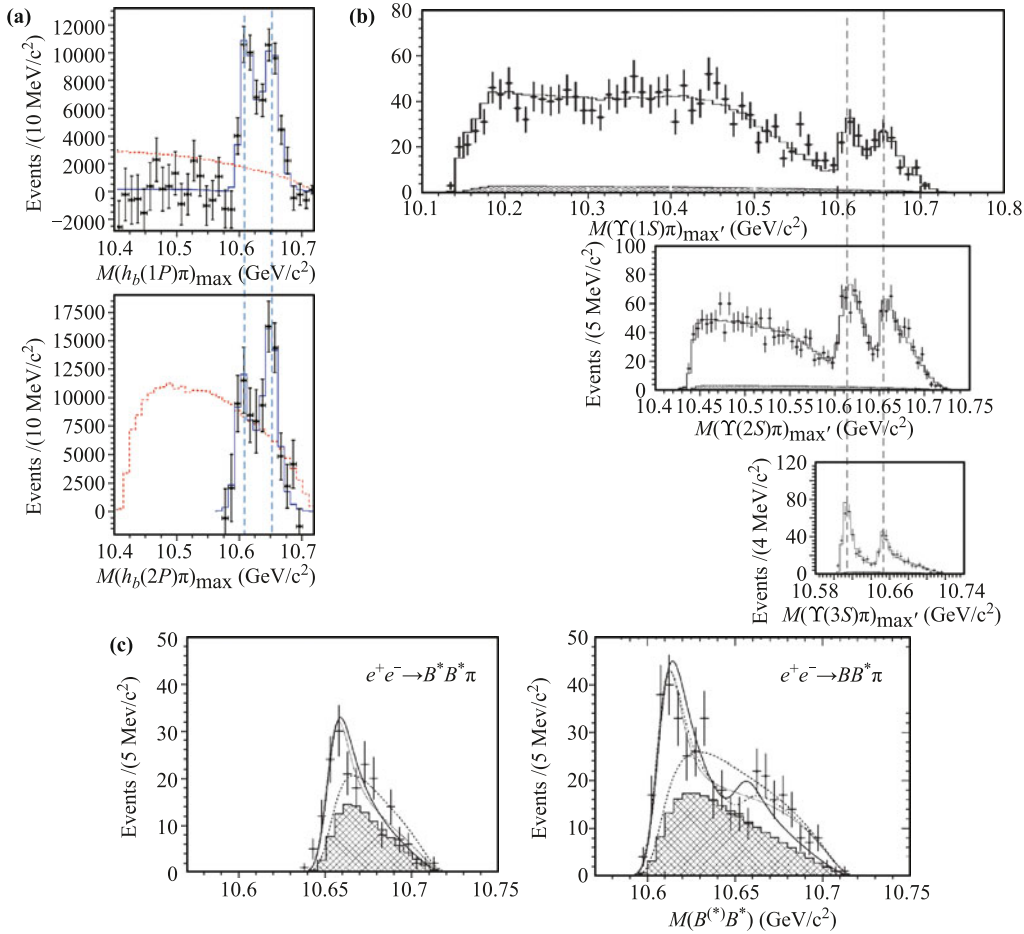 (a)
12000
10000
8000
6000
4000
2000
0
−2000
Events /(10 MeV/c²)
10.4 10.5 10.6 10.7
M(h_b(1P)π)_max (GeV/c²)
17500
15000
12500
10000
7500
5000
2500
0
Events /(10 MeV/c²)
10.4 10.5 10.6 10.7
M(h_b(2P)π)_max (GeV/c²)
(b)
80
60
40
20
0
Events /(10 MeV/c²)
10.1 10.2 10.3 10.4 10.5 10.6 10.7 10.8
M(ϒ(1S)π)_max′ (GeV/c²)
100
80
60
40
20
0
Events /(5 MeV/c²)
10.4 10.45 10.5 10.55 10.6 10.65 10.7 10.75
M(ϒ(2S)π)_max′ (GeV/c²)
120
80
40
0
Events /(4 MeV/c²)
10.58 10.66 10.74
M(ϒ(3S)π)_max′ (GeV/c²)
(c)
50
40
30
20
10
0
Events /(5 Mev/c²)
e⁺e⁻→B*B*π
10.6 10.65 10.7 10.75
50
40
30
20
10
0
Events /(5 Mev/c²)
e⁺e⁻→BB*π
10.6 10.65 10.7 10.75
M(B⁽*⁾B*) (GeV/c²)